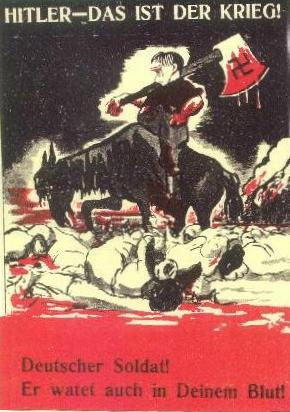 HITLER—DAS IST DER KRIEG!
Deutscher Soldat!
Er watet auch in Deinem Blut!